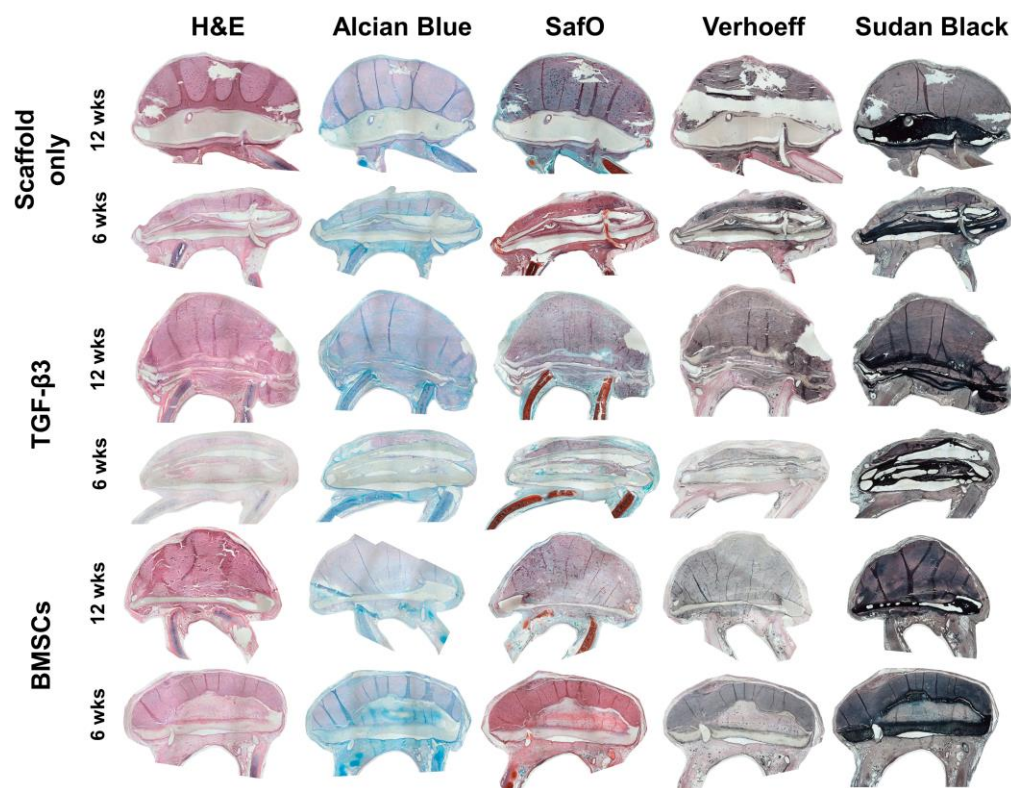 H&E Alcian Blue SafO Verhoeff Sudan Black
Scaffold
only
12 wks
6 wks
TGF-β3
12 wks
6 wks
BMSCs
12 wks
6 wks